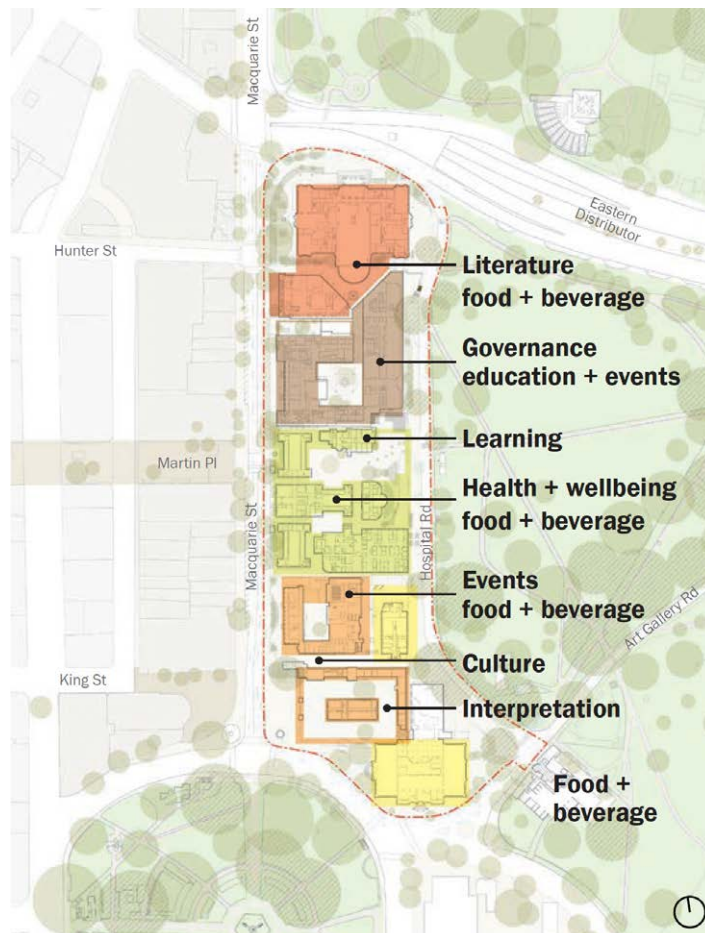 Macquarie St
Eastern
Distributor
Hunter St
Literature
food + beverage
Governance
education + events
Learning
Martin Pl
Health + wellbeing
food + beverage
Macquarie St
Hospital Rd
Events
food + beverage
Art Gallery Rd
Culture
King St
Interpretation
Food +
beverage